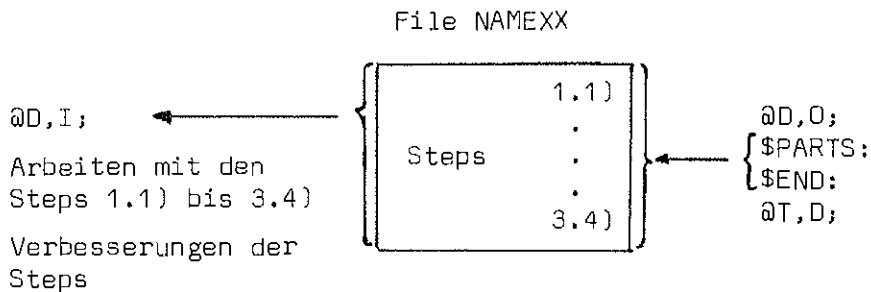 File NAMEXX
@D,I;
Arbeiten mit den
Steps 1.1) bis 3.4)
Verbesserungen der
Steps
Steps
1.1)
.
.
.
3.4)
@D,O;
$PARTS:
$END:
@T,D;